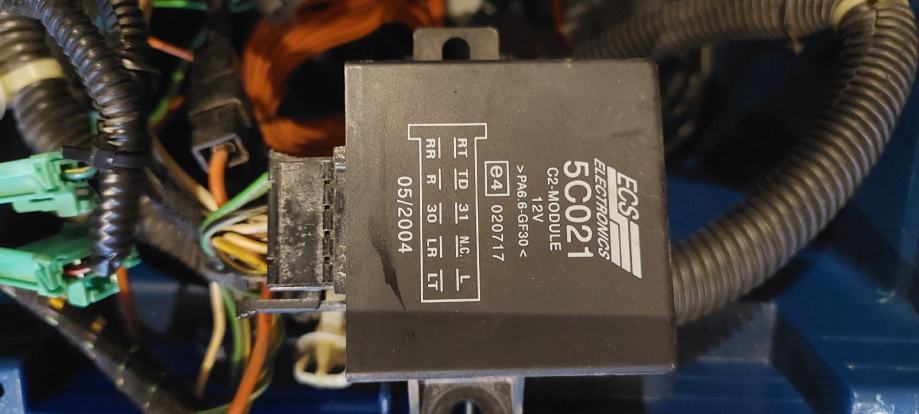 ECS
ELECTRONICS
5C021
C2-MODULE
12V
>PA6.6-GF30<
e4 020717
RT TD 31 N.C. L
RR R 30 LR LT
05/2004